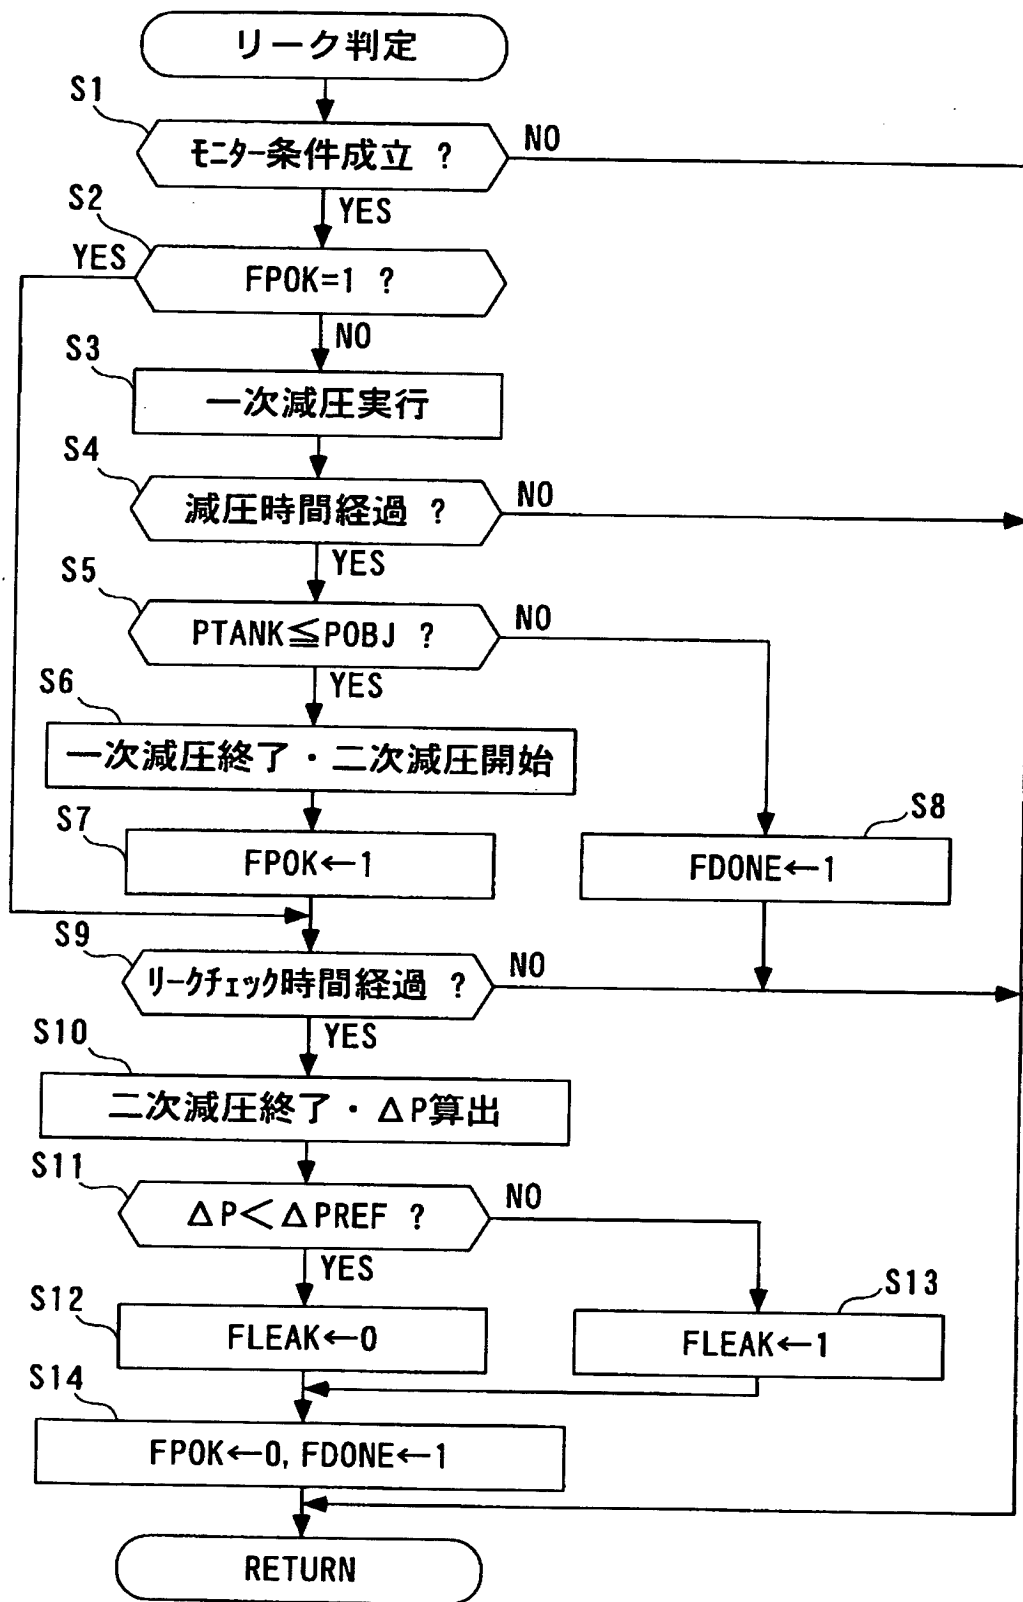 リーク判定
S1
モニター条件成立 ?
NO
YES
S2
YES
FPOK=1 ?
NO
S3
一次減圧実行
S4
減圧時間経過 ?
NO
YES
S5
PTANK≦POBJ ?
NO
YES
S6
一次減圧終了・二次減圧開始
S7
FPOK←1
S8
FDONE←1
S9
リークチェック時間経過 ?
NO
YES
S10
二次減圧終了・ΔP算出
S11
ΔP<ΔPREF ?
NO
YES
S12
FLEAK←0
S13
FLEAK←1
S14
FPOK←0, FDONE←1
RETURN